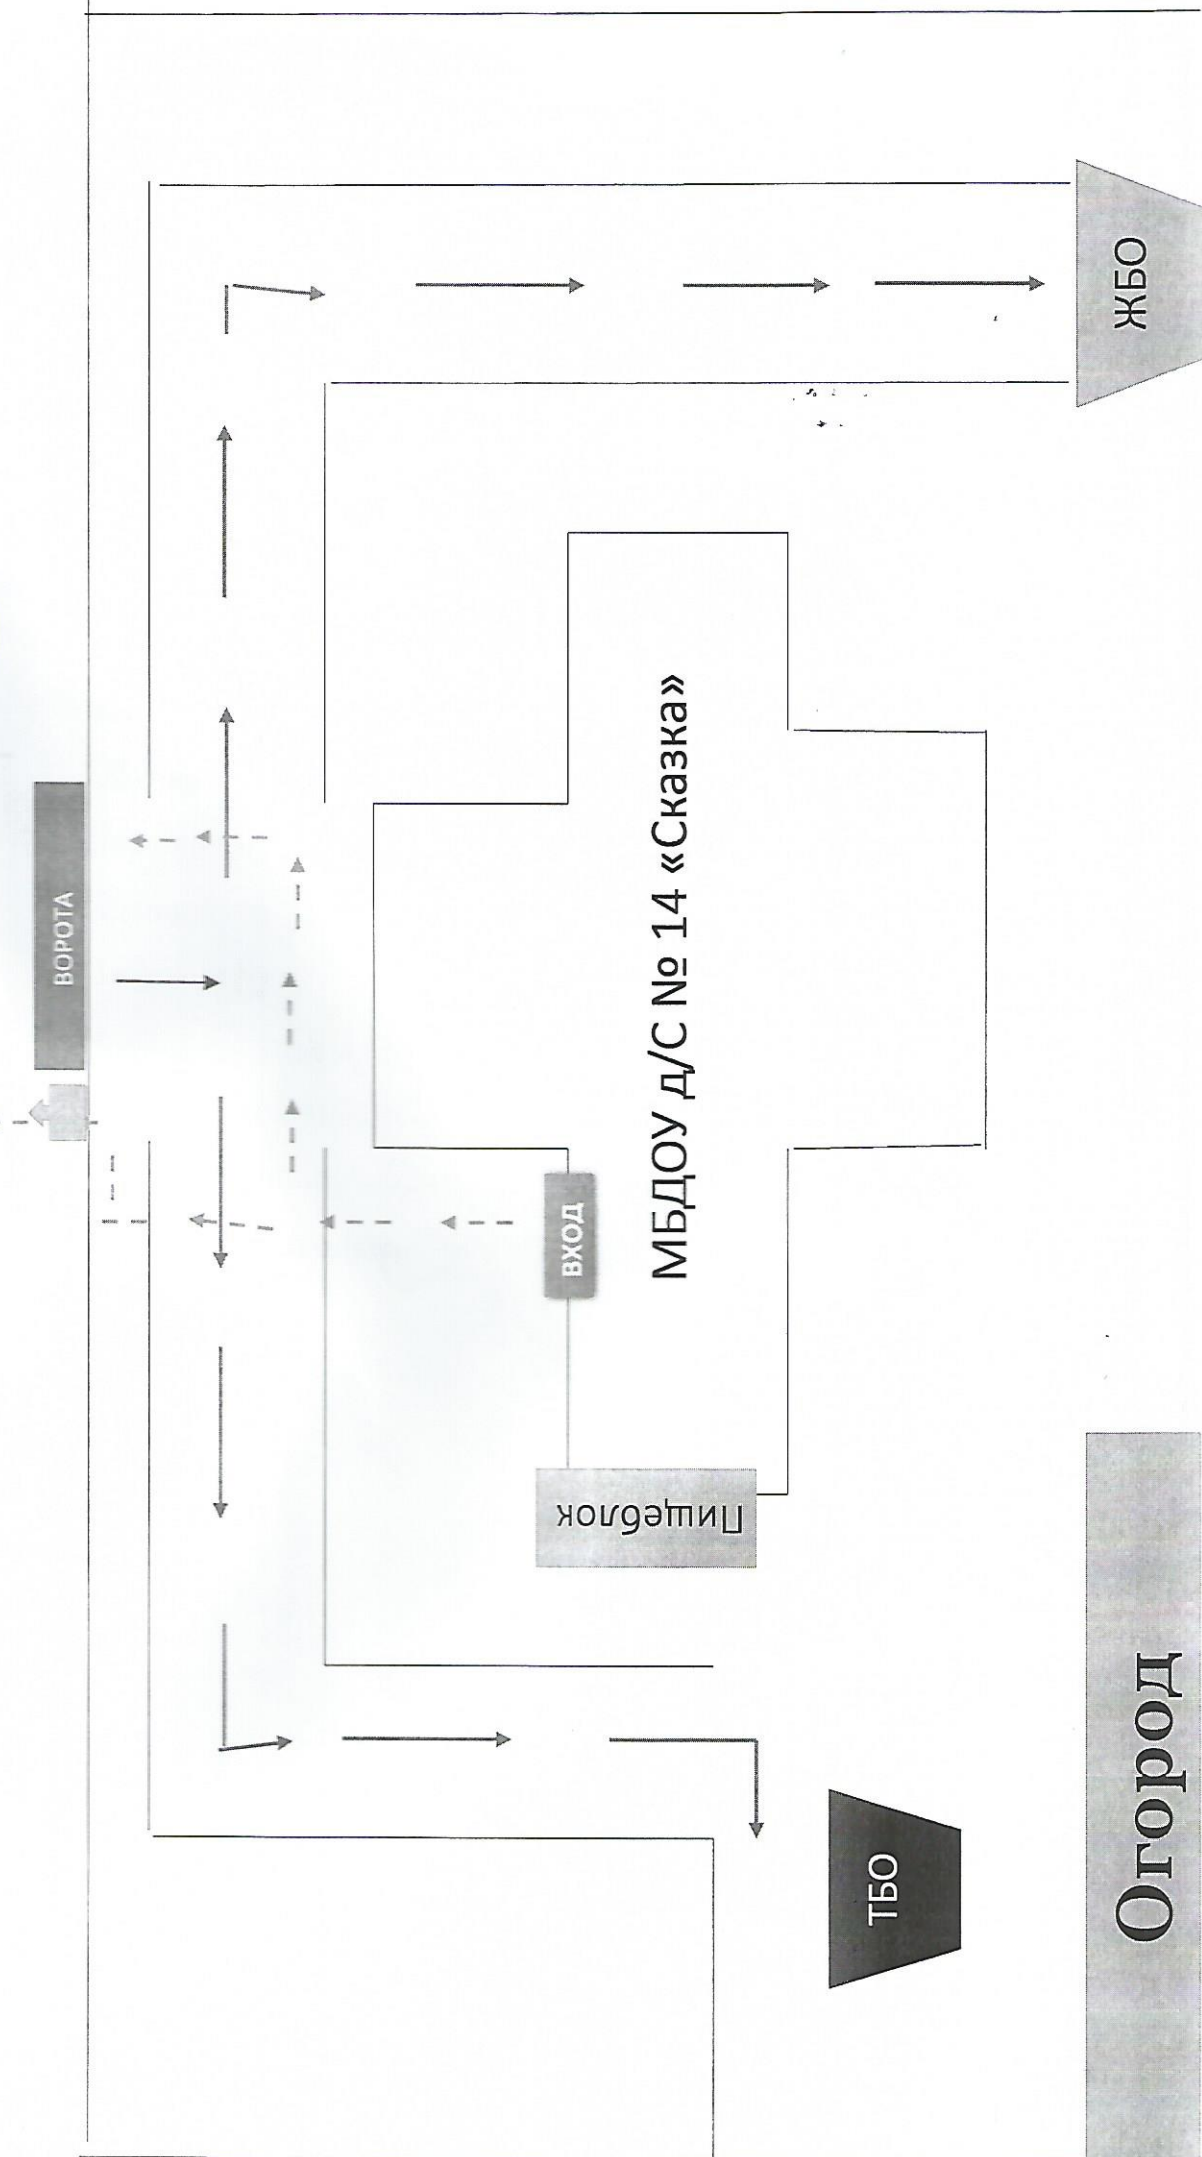 ВОРОТА
ВХОД
МБДОУ д/С № 14 «Сказка»
Пищеблок
ЖБО
ТБО
Огород